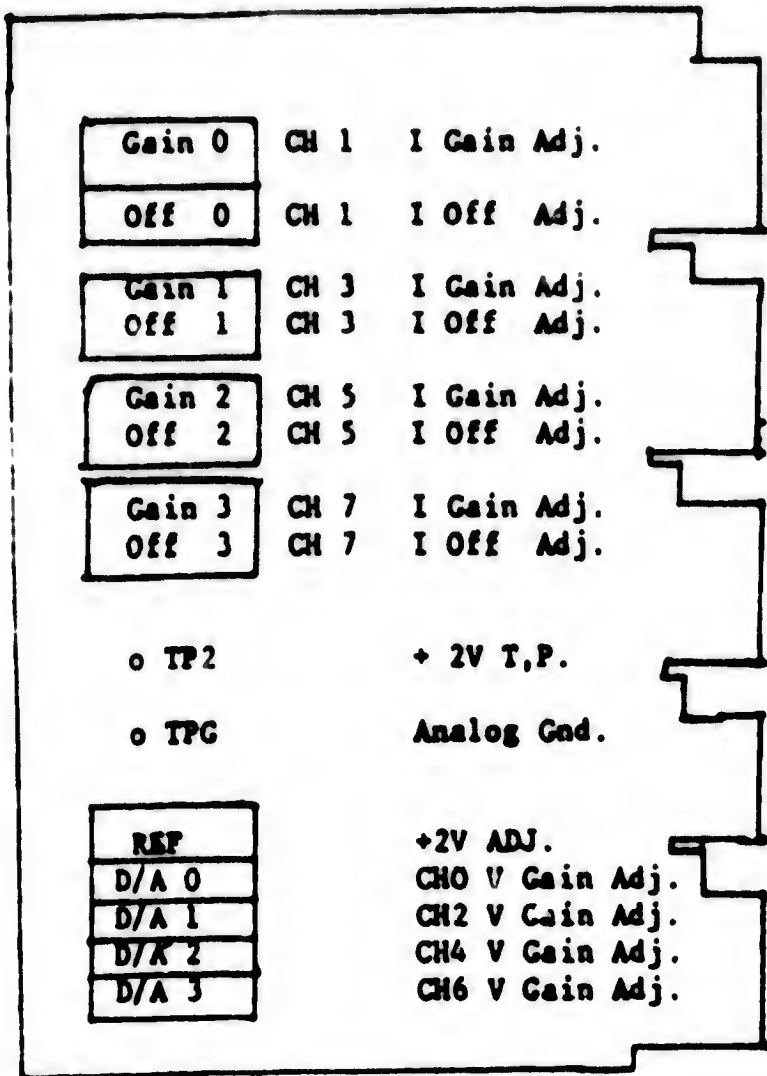 Gain 0 CH 1 I Gain Adj.
Off 0 CH 1 I Off Adj.
Gain 1 CH 3 I Gain Adj.
Off 1 CH 3 I Off Adj.
Gain 2 CH 5 I Gain Adj.
Off 2 CH 5 I Off Adj.
Gain 3 CH 7 I Gain Adj.
Off 3 CH 7 I Off Adj.
o TP2 + 2V T,P.
o TPG Analog Gnd.
REF +2V ADJ.
D/A 0 CH0 V Gain Adj.
D/A 1 CH2 V Gain Adj.
D/A 2 CH4 V Gain Adj.
D/A 3 CH6 V Gain Adj.